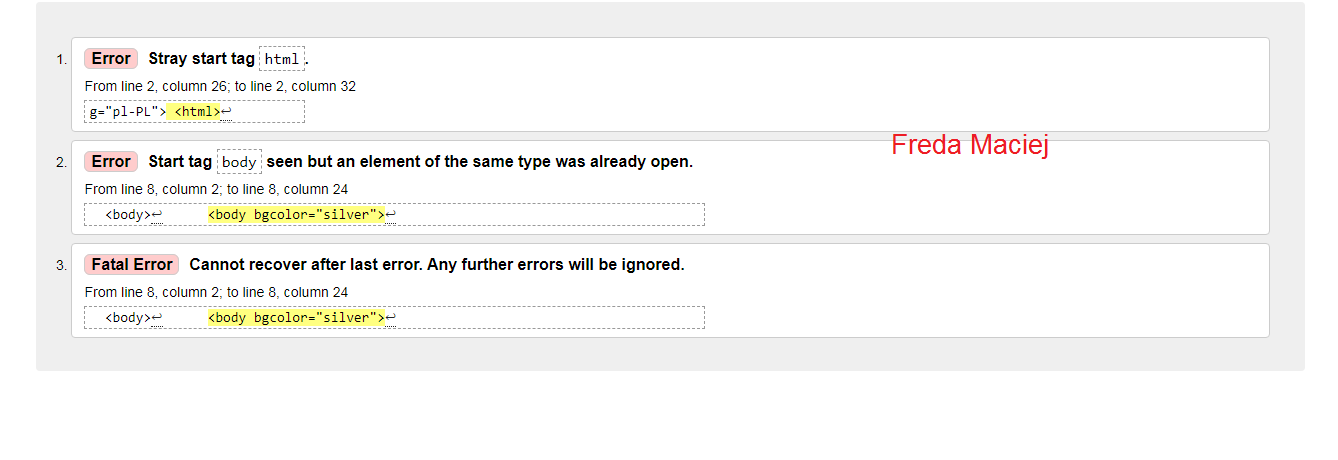 1. Error Stray start tag html.
From line 2, column 26; to line 2, column 32
g="pl-PL"> <html>↩
Freda Maciej
2. Error Start tag body seen but an element of the same type was already open.
From line 8, column 2; to line 8, column 24
<body>↩ <body bgcolor="silver">↩
3. Fatal Error Cannot recover after last error. Any further errors will be ignored.
From line 8, column 2; to line 8, column 24
<body>↩ <body bgcolor="silver">↩